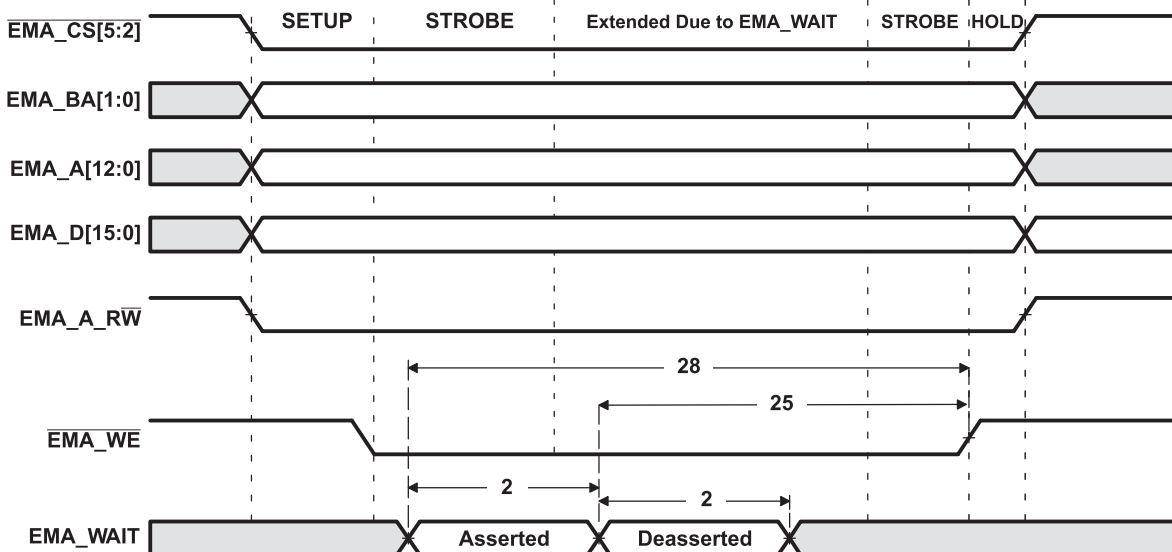 SETUP STROBE Extended Due to EMA_WAIT STROBE HOLD
EMA_CS[5:2]
EMA_BA[1:0]
EMA_A[12:0]
EMA_D[15:0]
EMA_A_RW
28
25
EMA_WE
2
2
EMA_WAIT Asserted Deasserted